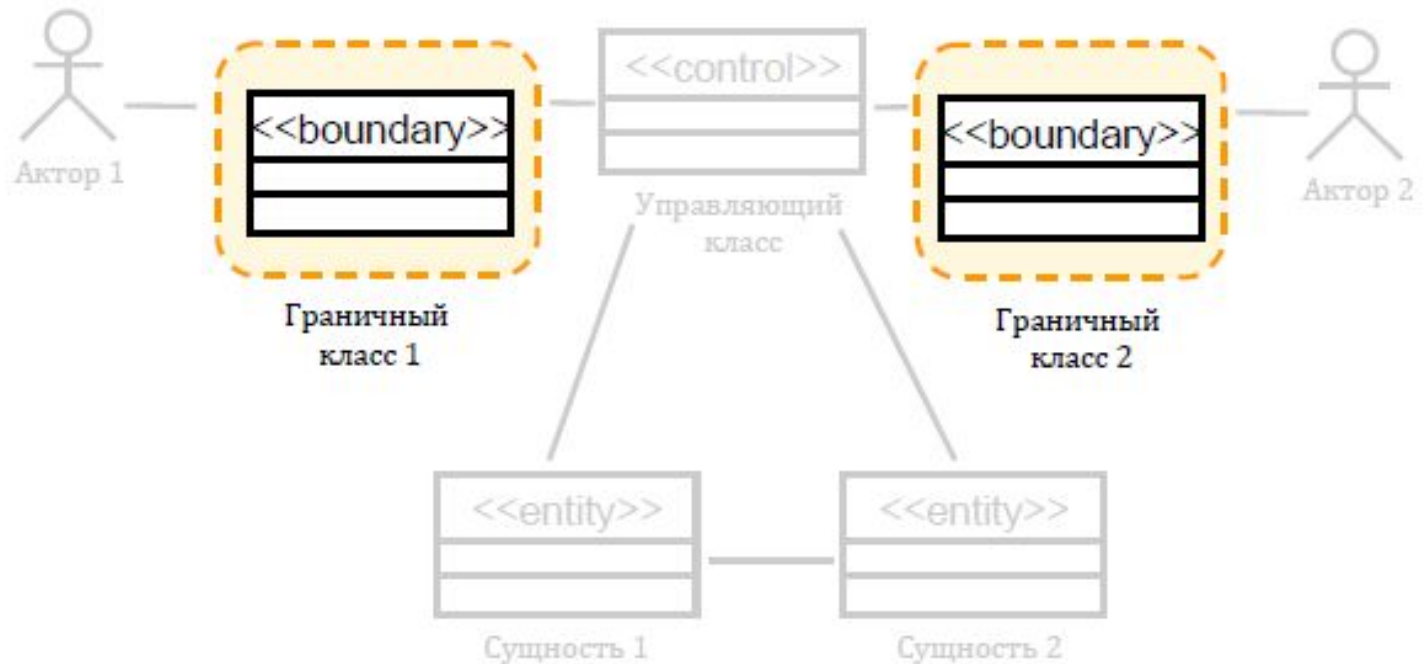 <<control>>
<<boundary>>
<<boundary>>
Актор 1
Актор 2
Управляющий
класс
Граничный
класс 1
Граничный
класс 2
<<entity>>
<<entity>>
Сущность 1
Сущность 2